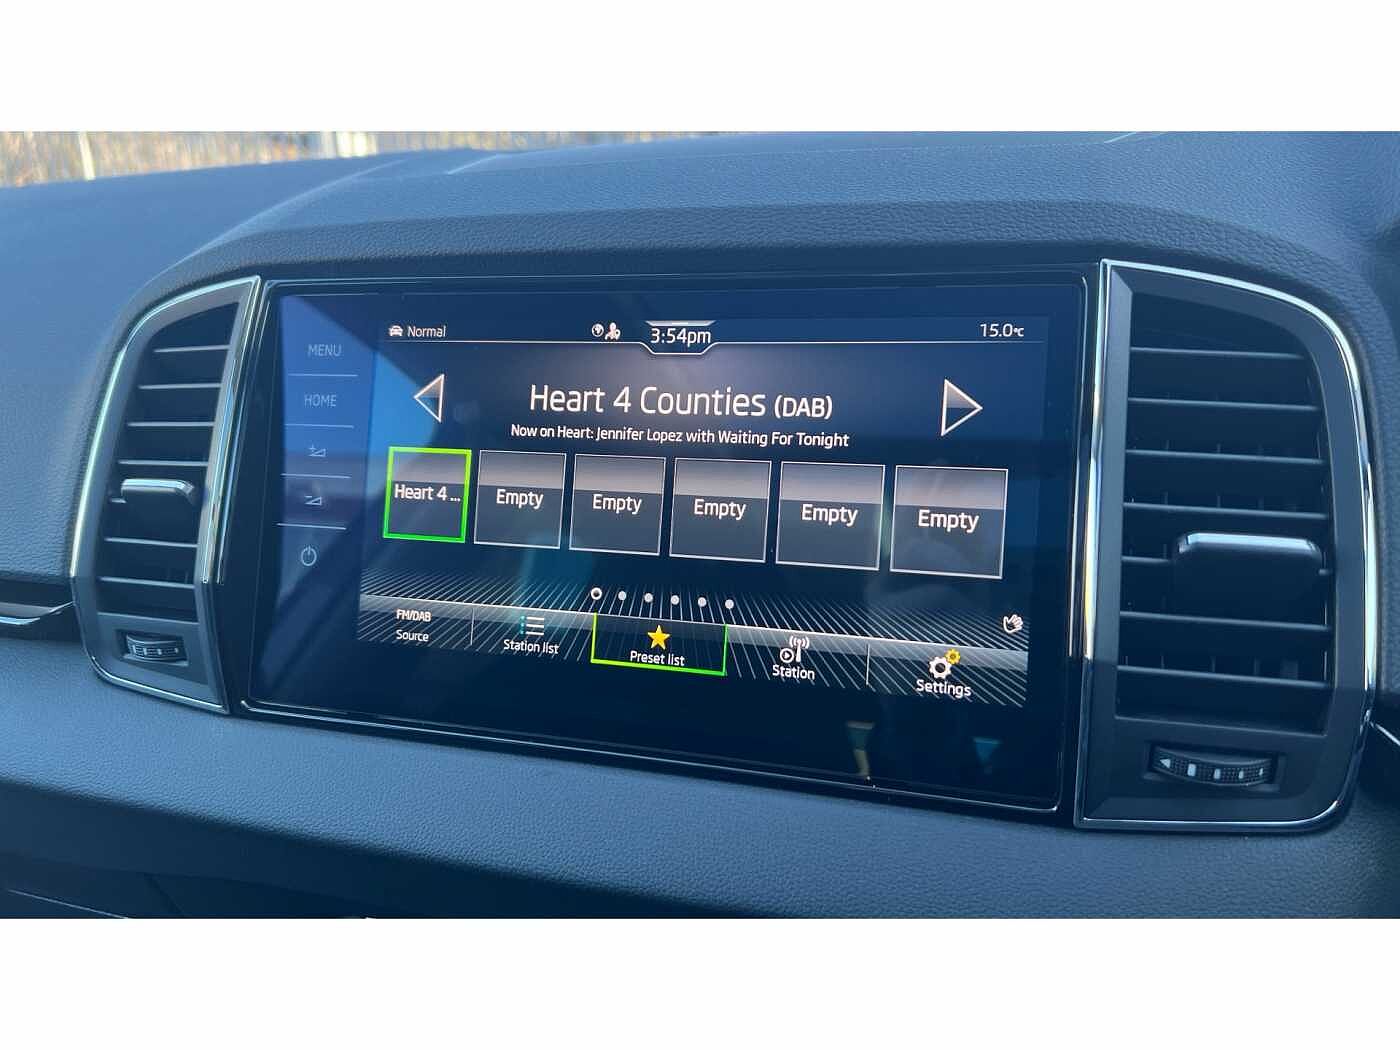 Normal
3:54pm
15.0°C
MENU
HOME
Heart 4 Counties (DAB)
Now on Heart: Jennifer Lopez with Waiting For Tonight
Heart 4 ...
Empty
Empty
Empty
Empty
Empty
FM/DAB
Source
Station list
Preset list
Station
Settings